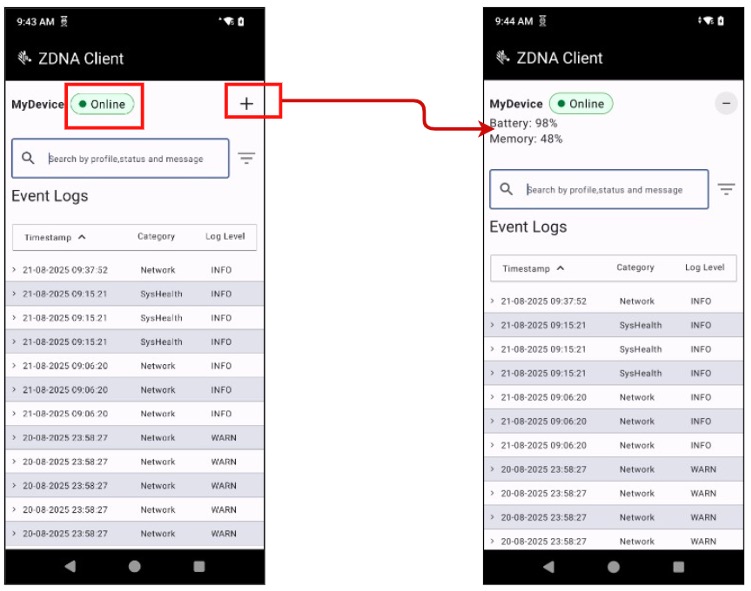 9:43 AM
ZDNA Client
MyDevice Online +
Search by profile,status and message
Event Logs
Timestamp Category Log Level
21-08-2025 09:37:52 Network INFO
21-08-2025 09:15:21 SysHealth INFO
21-08-2025 09:15:21 SysHealth INFO
21-08-2025 09:15:21 SysHealth INFO
21-08-2025 09:06:20 Network INFO
21-08-2025 09:06:20 Network INFO
21-08-2025 09:06:20 Network INFO
20-08-2025 23:58:27 Network WARN
20-08-2025 23:58:27 Network WARN
20-08-2025 23:58:27 Network WARN
20-08-2025 23:58:27 Network WARN
20-08-2025 23:58:27 Network WARN
9:44 AM
ZDNA Client
MyDevice Online −
Battery: 98%
Memory: 48%
Search by profile,status and message
Event Logs
Timestamp Category Log Level
21-08-2025 09:37:52 Network INFO
21-08-2025 09:15:21 SysHealth INFO
21-08-2025 09:15:21 SysHealth INFO
21-08-2025 09:15:21 SysHealth INFO
21-08-2025 09:06:20 Network INFO
21-08-2025 09:06:20 Network INFO
21-08-2025 09:06:20 Network INFO
20-08-2025 23:58:27 Network WARN
20-08-2025 23:58:27 Network WARN
20-08-2025 23:58:27 Network WARN
20-08-2025 23:58:27 Network WARN